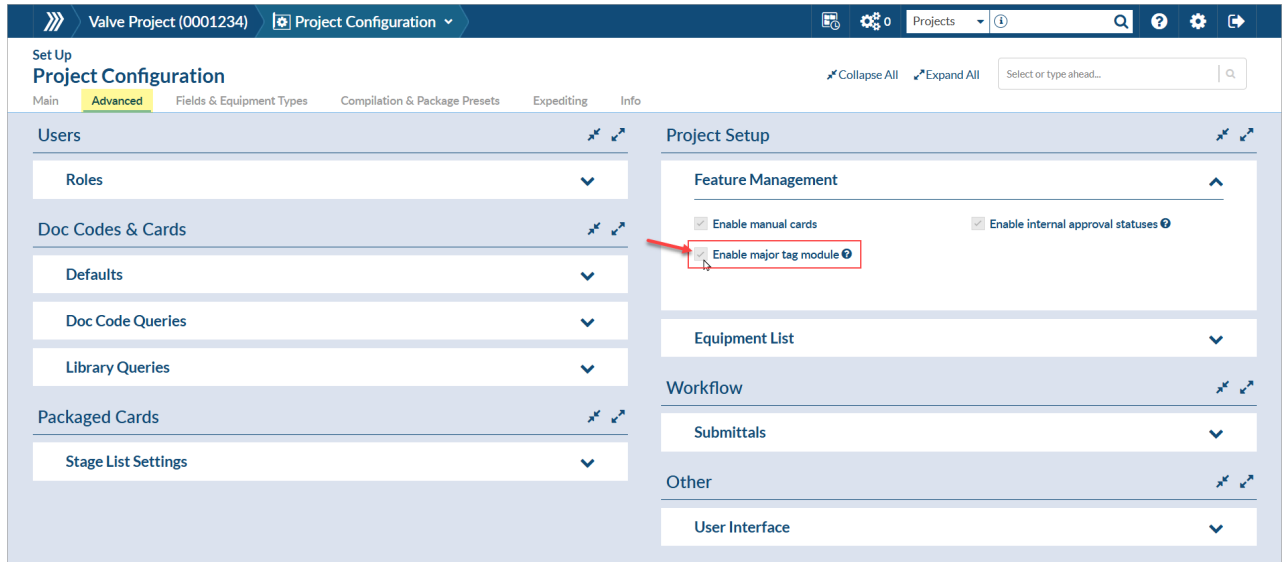 Valve Project (0001234) Project Configuration 0 Projects
Set Up
Project Configuration
Collapse All Expand All Select or type ahead...
Main Advanced Fields & Equipment Types Compilation & Package Presets Expediting Info
Users
Roles
Doc Codes & Cards
Defaults
Doc Code Queries
Library Queries
Packaged Cards
Stage List Settings
Project Setup
Feature Management
Enable manual cards Enable internal approval statuses ?
Enable major tag module ?
Equipment List
Workflow
Submittals
Other
User Interface